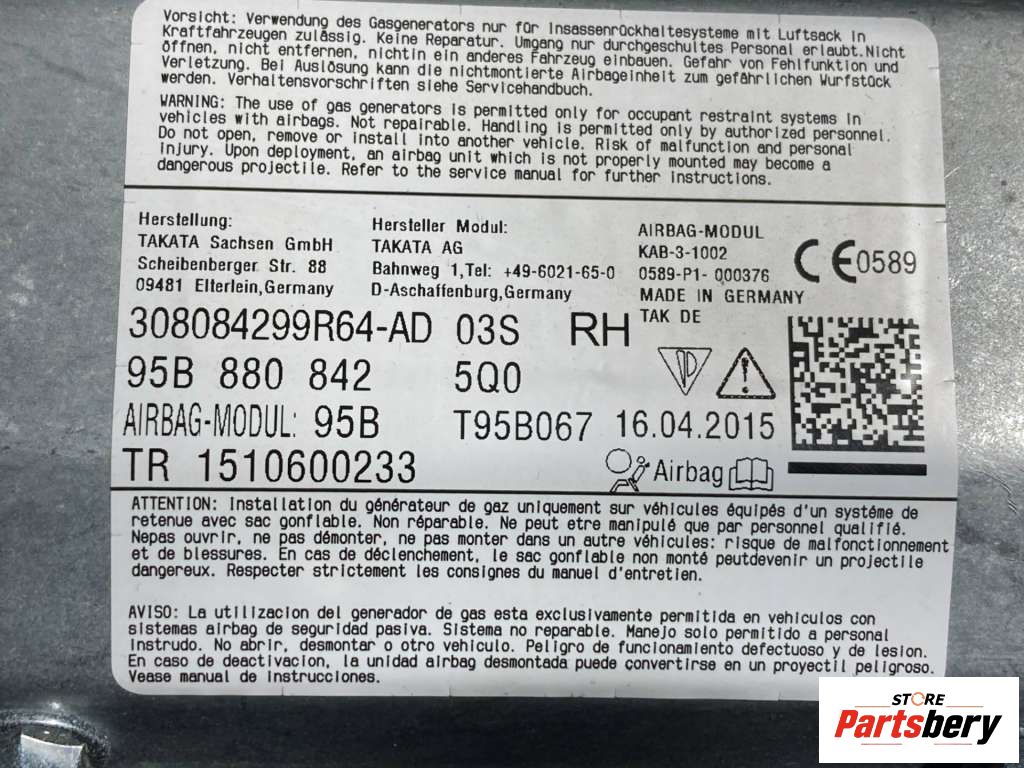 Vorsicht: Verwendung des Gasgenerators nur für Insassenrückhaltesysteme mit Luftsack in
Kraftfahrzeugen zulässig. Keine Reparatur. Umgang nur durchgeschultes Personal erlaubt.Nicht
öffnen, nicht entfernen, nichtin ein anderes Fahrzeug einbauen. Gefahr von Fehlfunktion und
Verletzung. Bei Auslösung kann die nichtmontierte Airbageinheit zum gefährlichen Wurfstück
werden. Verhaltensvorschriften siehe Servicehandbuch.
WARNING: The use of gas generators is permitted only for occupant restraint systems in
vehicles with airbags. Not repairable. Handling is permitted only by authorized personnel.
Do not open, remove or install into another vehicle. Risk of malfunction and personal
injury. Upon deployment, an airbag unit which is not properly mounted may become a
dangerous projectile. Refer to the service manual for further instructions.
Herstellung:
TAKATA Sachsen GmbH
Scheibenberger Str. 88
09481 Elterlein,Germany
Hersteller Modul:
TAKATA AG
Bahnweg 1,Tel: +49-6021-65-0
D-Aschaffenburg,Germany
AIRBAG-MODUL
KAB-3-1002
0589-P1- 000376
MADE IN GERMANY
TAK DE
CE0589
308084299R64-AD 03S RH
95B 880 842 5Q0
AIRBAG-MODUL: 95B T95B067 16.04.2015
TR 1510600233 Airbag
ATTENTION: Installation du générateur de gaz uniquement sur véhicules équipés d'un systéme de
retenue avec sac gonflable. Non réparable. Ne peut etre manipulé que par personnel qualifié.
Nepas ouvrir, ne pas démonter, ne pas monter dans un autre véhicules: risque de malfonctionnement
et de blessures. En cas de déclenchement, le sac gonflable non monté peutdevenir un projectile
dangereux. Respecter strictement les consignes du manuel d'entretien.
AVISO: La utilizacion del generador de gas esta exclusivamente permitida en vehiculos con
sistemas airbag de seguridad pasiva. Sistema no reparable. Manejo solo permitido a personal
instrudo. No abrir, desmontar o otro vehiculo. Peligro de funcionamiento defectuoso y de lesion.
En caso de deactivacion, la unidad airbag desmontada puede convertirse en un proyectil peligroso.
Vease manual de instrucciones.
STORE
Partsbery